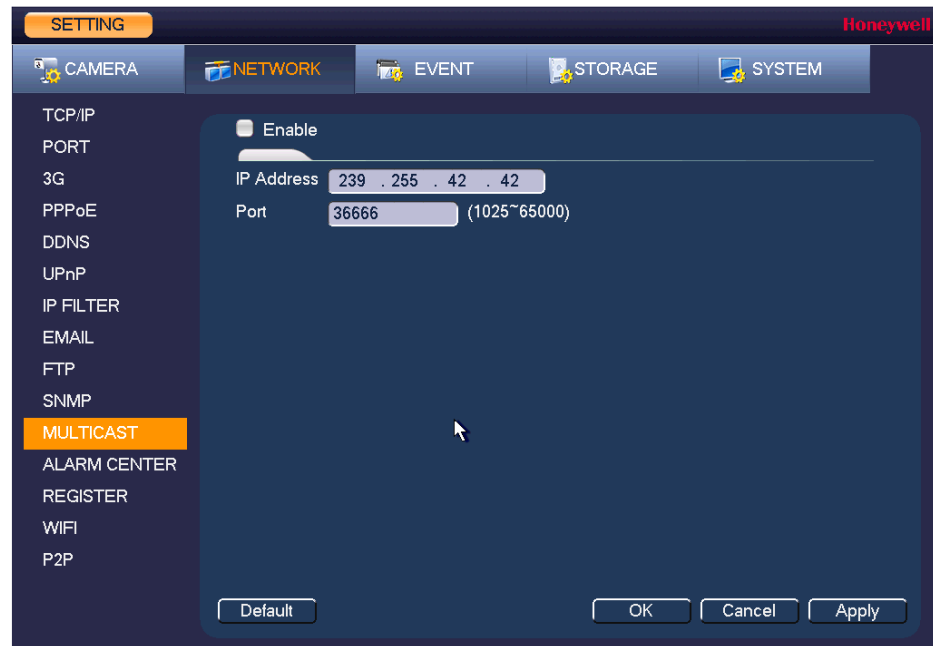 SETTING
Honeywell
CAMERA NETWORK EVENT STORAGE SYSTEM
TCP/IP
PORT
3G
PPPoE
DDNS
UPnP
IP FILTER
EMAIL
FTP
SNMP
MULTICAST
ALARM CENTER
REGISTER
WIFI
P2P
Enable
IP Address 239 . 255 . 42 . 42
Port 36666 (1025~65000)
Default OK Cancel Apply